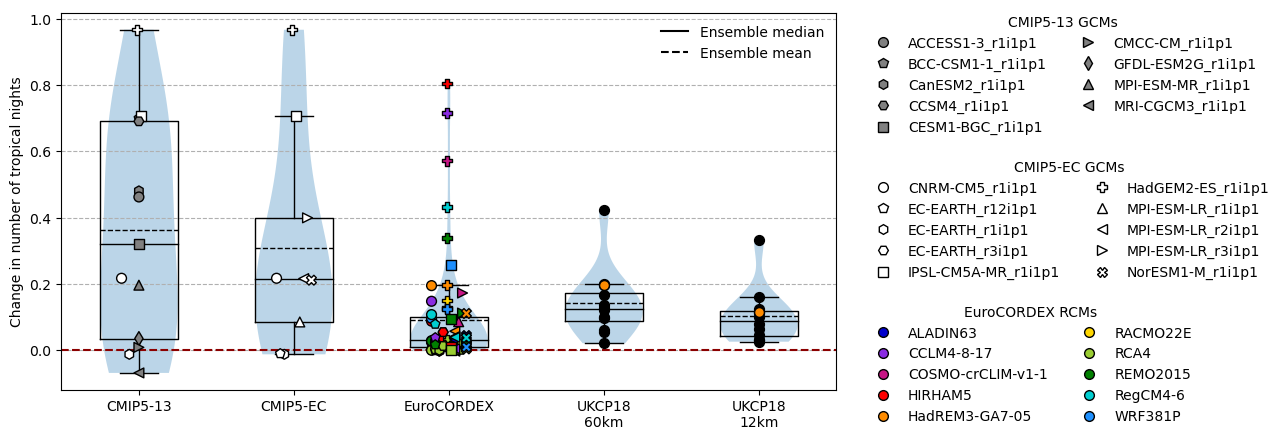 Change in number of tropical nights
1.0
0.8
0.6
0.4
0.2
0.0
Ensemble median
Ensemble mean
CMIP5-13
CMIP5-EC
EuroCORDEX
UKCP18
60km
UKCP18
12km
CMIP5-13 GCMs
ACCESS1-3_r1i1p1
BCC-CSM1-1_r1i1p1
CanESM2_r1i1p1
CCSM4_r1i1p1
CESM1-BGC_r1i1p1
CMCC-CM_r1i1p1
GFDL-ESM2G_r1i1p1
MPI-ESM-MR_r1i1p1
MRI-CGCM3_r1i1p1
CMIP5-EC GCMs
CNRM-CM5_r1i1p1
EC-EARTH_r12i1p1
EC-EARTH_r1i1p1
EC-EARTH_r3i1p1
IPSL-CM5A-MR_r1i1p1
HadGEM2-ES_r1i1p1
MPI-ESM-LR_r1i1p1
MPI-ESM-LR_r2i1p1
MPI-ESM-LR_r3i1p1
NorESM1-M_r1i1p1
EuroCORDEX RCMs
ALADIN63
CCLM4-8-17
COSMO-crCLIM-v1-1
HIRHAM5
HadREM3-GA7-05
RACMO22E
RCA4
REMO2015
RegCM4-6
WRF381P